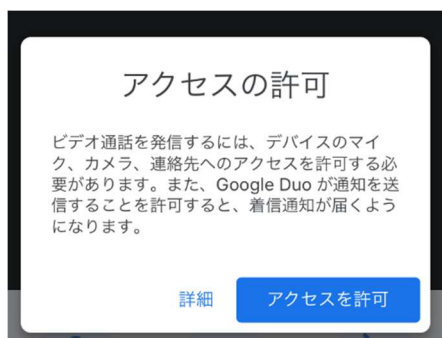 アクセスの許可
ビデオ通話を発信するには、デバイスのマイ
ク、カメラ、連絡先へのアクセスを許可する必
要があります。また、Google Duo が通知を送
信することを許可すると、着信通知が届くよう
になります。
詳細 アクセスを許可